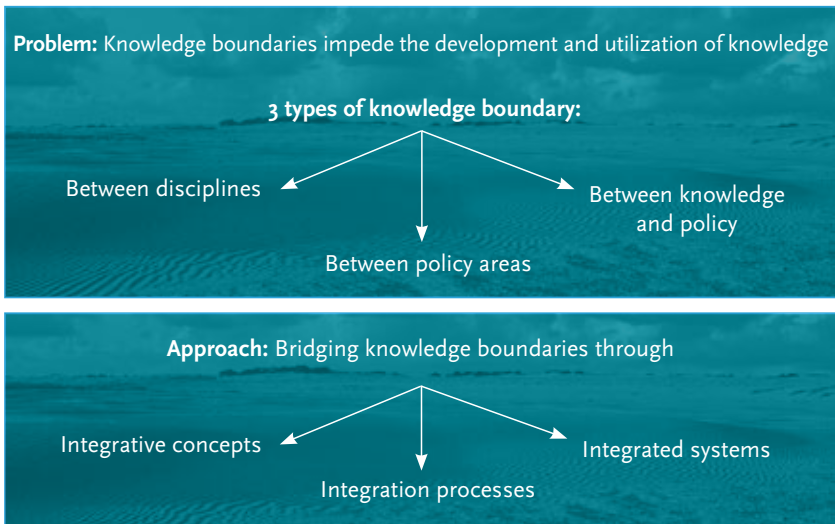 Problem: Knowledge boundaries impede the development and utilization of knowledge
3 types of knowledge boundary:
Between disciplines
Between knowledge
and policy
Between policy areas
Approach: Bridging knowledge boundaries through
Integrative concepts
Integrated systems
Integration processes